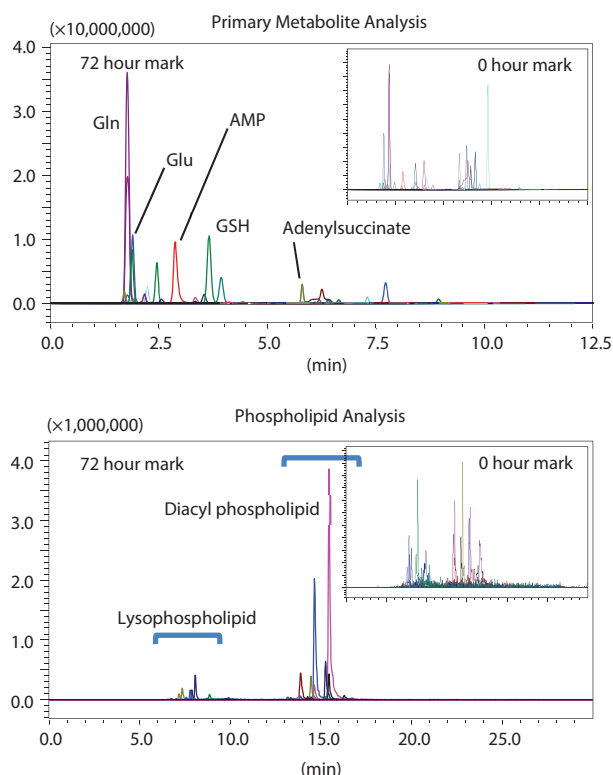 Primary Metabolite Analysis
(×10,000,000)
4.0
72 hour mark
0 hour mark
3.0
Gln
AMP
Glu
2.0
GSH
Adenylsuccinate
1.0
0.0
0.0 2.5 5.0 7.5 10.0 12.5
(min)
Phospholipid Analysis
(×1,000,000)
4.0
72 hour mark
0 hour mark
Diacyl phospholipid
3.0
2.0
Lysophospholipid
1.0
0.0
0.0 5.0 10.0 15.0 20.0 25.0
(min)